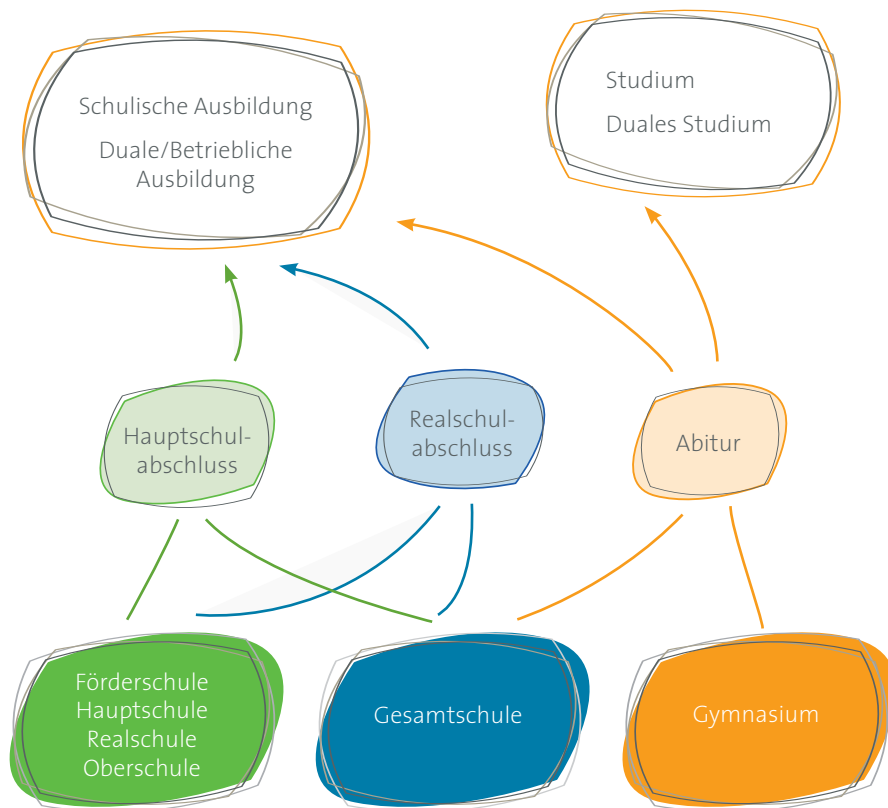 Schulische Ausbildung
Duale/Betriebliche
Ausbildung
Studium
Duales Studium
Hauptschul-
abschluss
Realschul-
abschluss
Abitur
Förderschule
Hauptschule
Realschule
Oberschule
Gesamtschule
Gymnasium